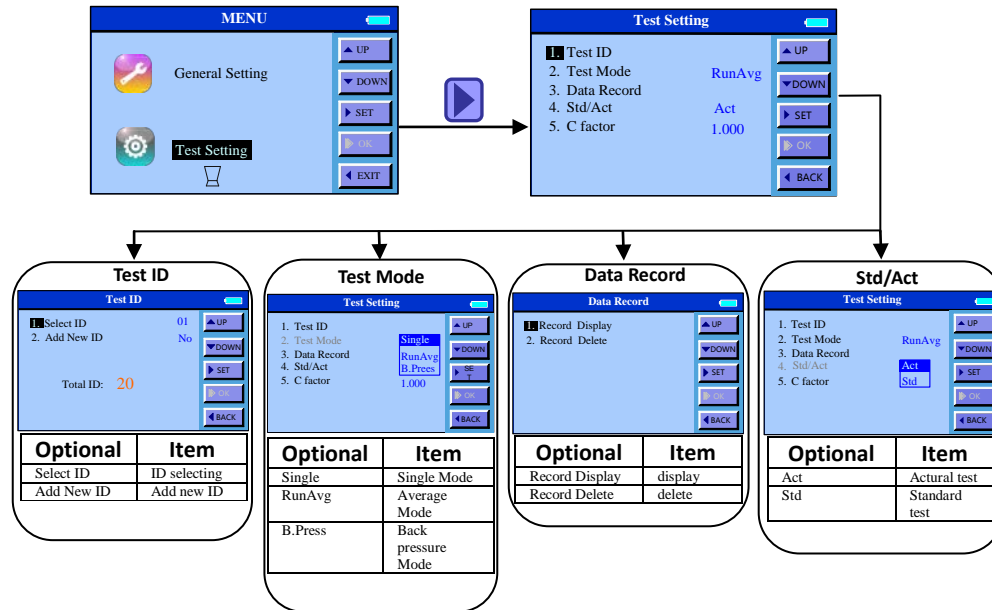 MENU
General Setting
Test Setting
UP
DOWN
SET
OK
EXIT
Test Setting
1. Test ID
2. Test Mode RunAvg
3. Data Record
4. Std/Act Act
5. C factor 1.000
UP
DOWN
SET
OK
BACK
Test ID
Test ID
1. Select ID 01
2. Add New ID No
Total ID: 20
UP
DOWN
SET
OK
BACK
Optional Item
Select ID ID selecting
Add New ID Add new ID
Test Mode
Test Setting
1. Test ID
2. Test Mode Single
3. Data Record RunAvg
4. Std/Act B.Prees
5. C factor 1.000
UP
DOWN
SE
T
OK
BACK
Optional Item
Single Single Mode
RunAvg Average
Mode
B.Press Back
pressure
Mode
Data Record
Data Record
1. Record Display
2. Record Delete
UP
DOWN
SET
OK
BACK
Optional Item
Record Display display
Record Delete delete
Std/Act
Test Setting
1. Test ID
2. Test Mode RunAvg
3. Data Record
4. Std/Act Act
5. C factor Std
UP
DOWN
SET
OK
BACK
Optional Item
Act Actural test
Std Standard
test